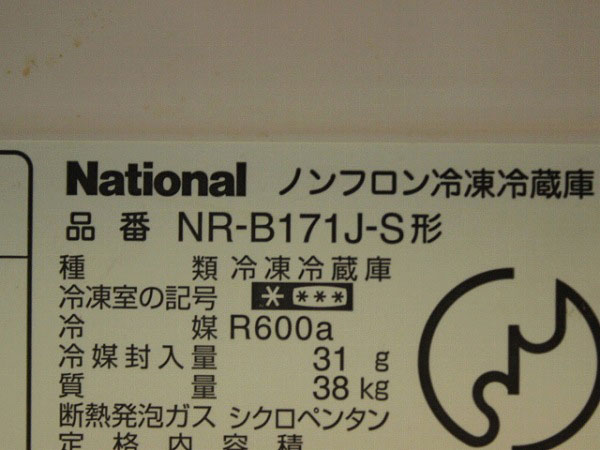 National ノンフロン冷凍冷蔵庫
品番 NR-B171J-S形
種類 冷凍冷蔵庫
冷凍室の記号 * ***
冷媒 R600a
冷媒封入量 31 g
質量 38 kg
断熱発泡ガス シクロペンタン
定格内容積